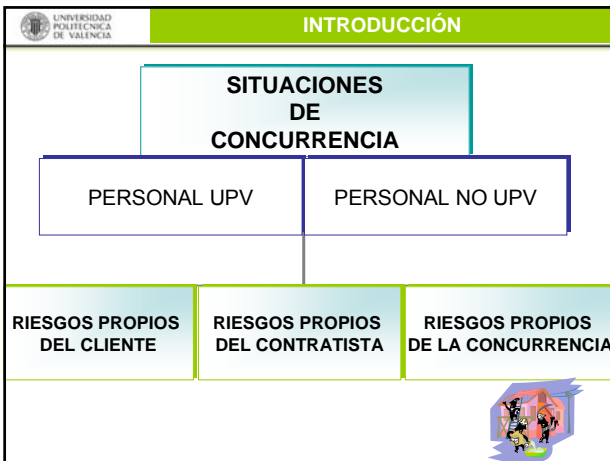 UNIVERSIDAD
POLITECNICA
DE VALENCIA
INTRODUCCIÓN
SITUACIONES
DE
CONCURRENCIA
PERSONAL UPV
PERSONAL NO UPV
RIESGOS PROPIOS
DEL CLIENTE
RIESGOS PROPIOS
DEL CONTRATISTA
RIESGOS PROPIOS
DE LA CONCURRENCIA